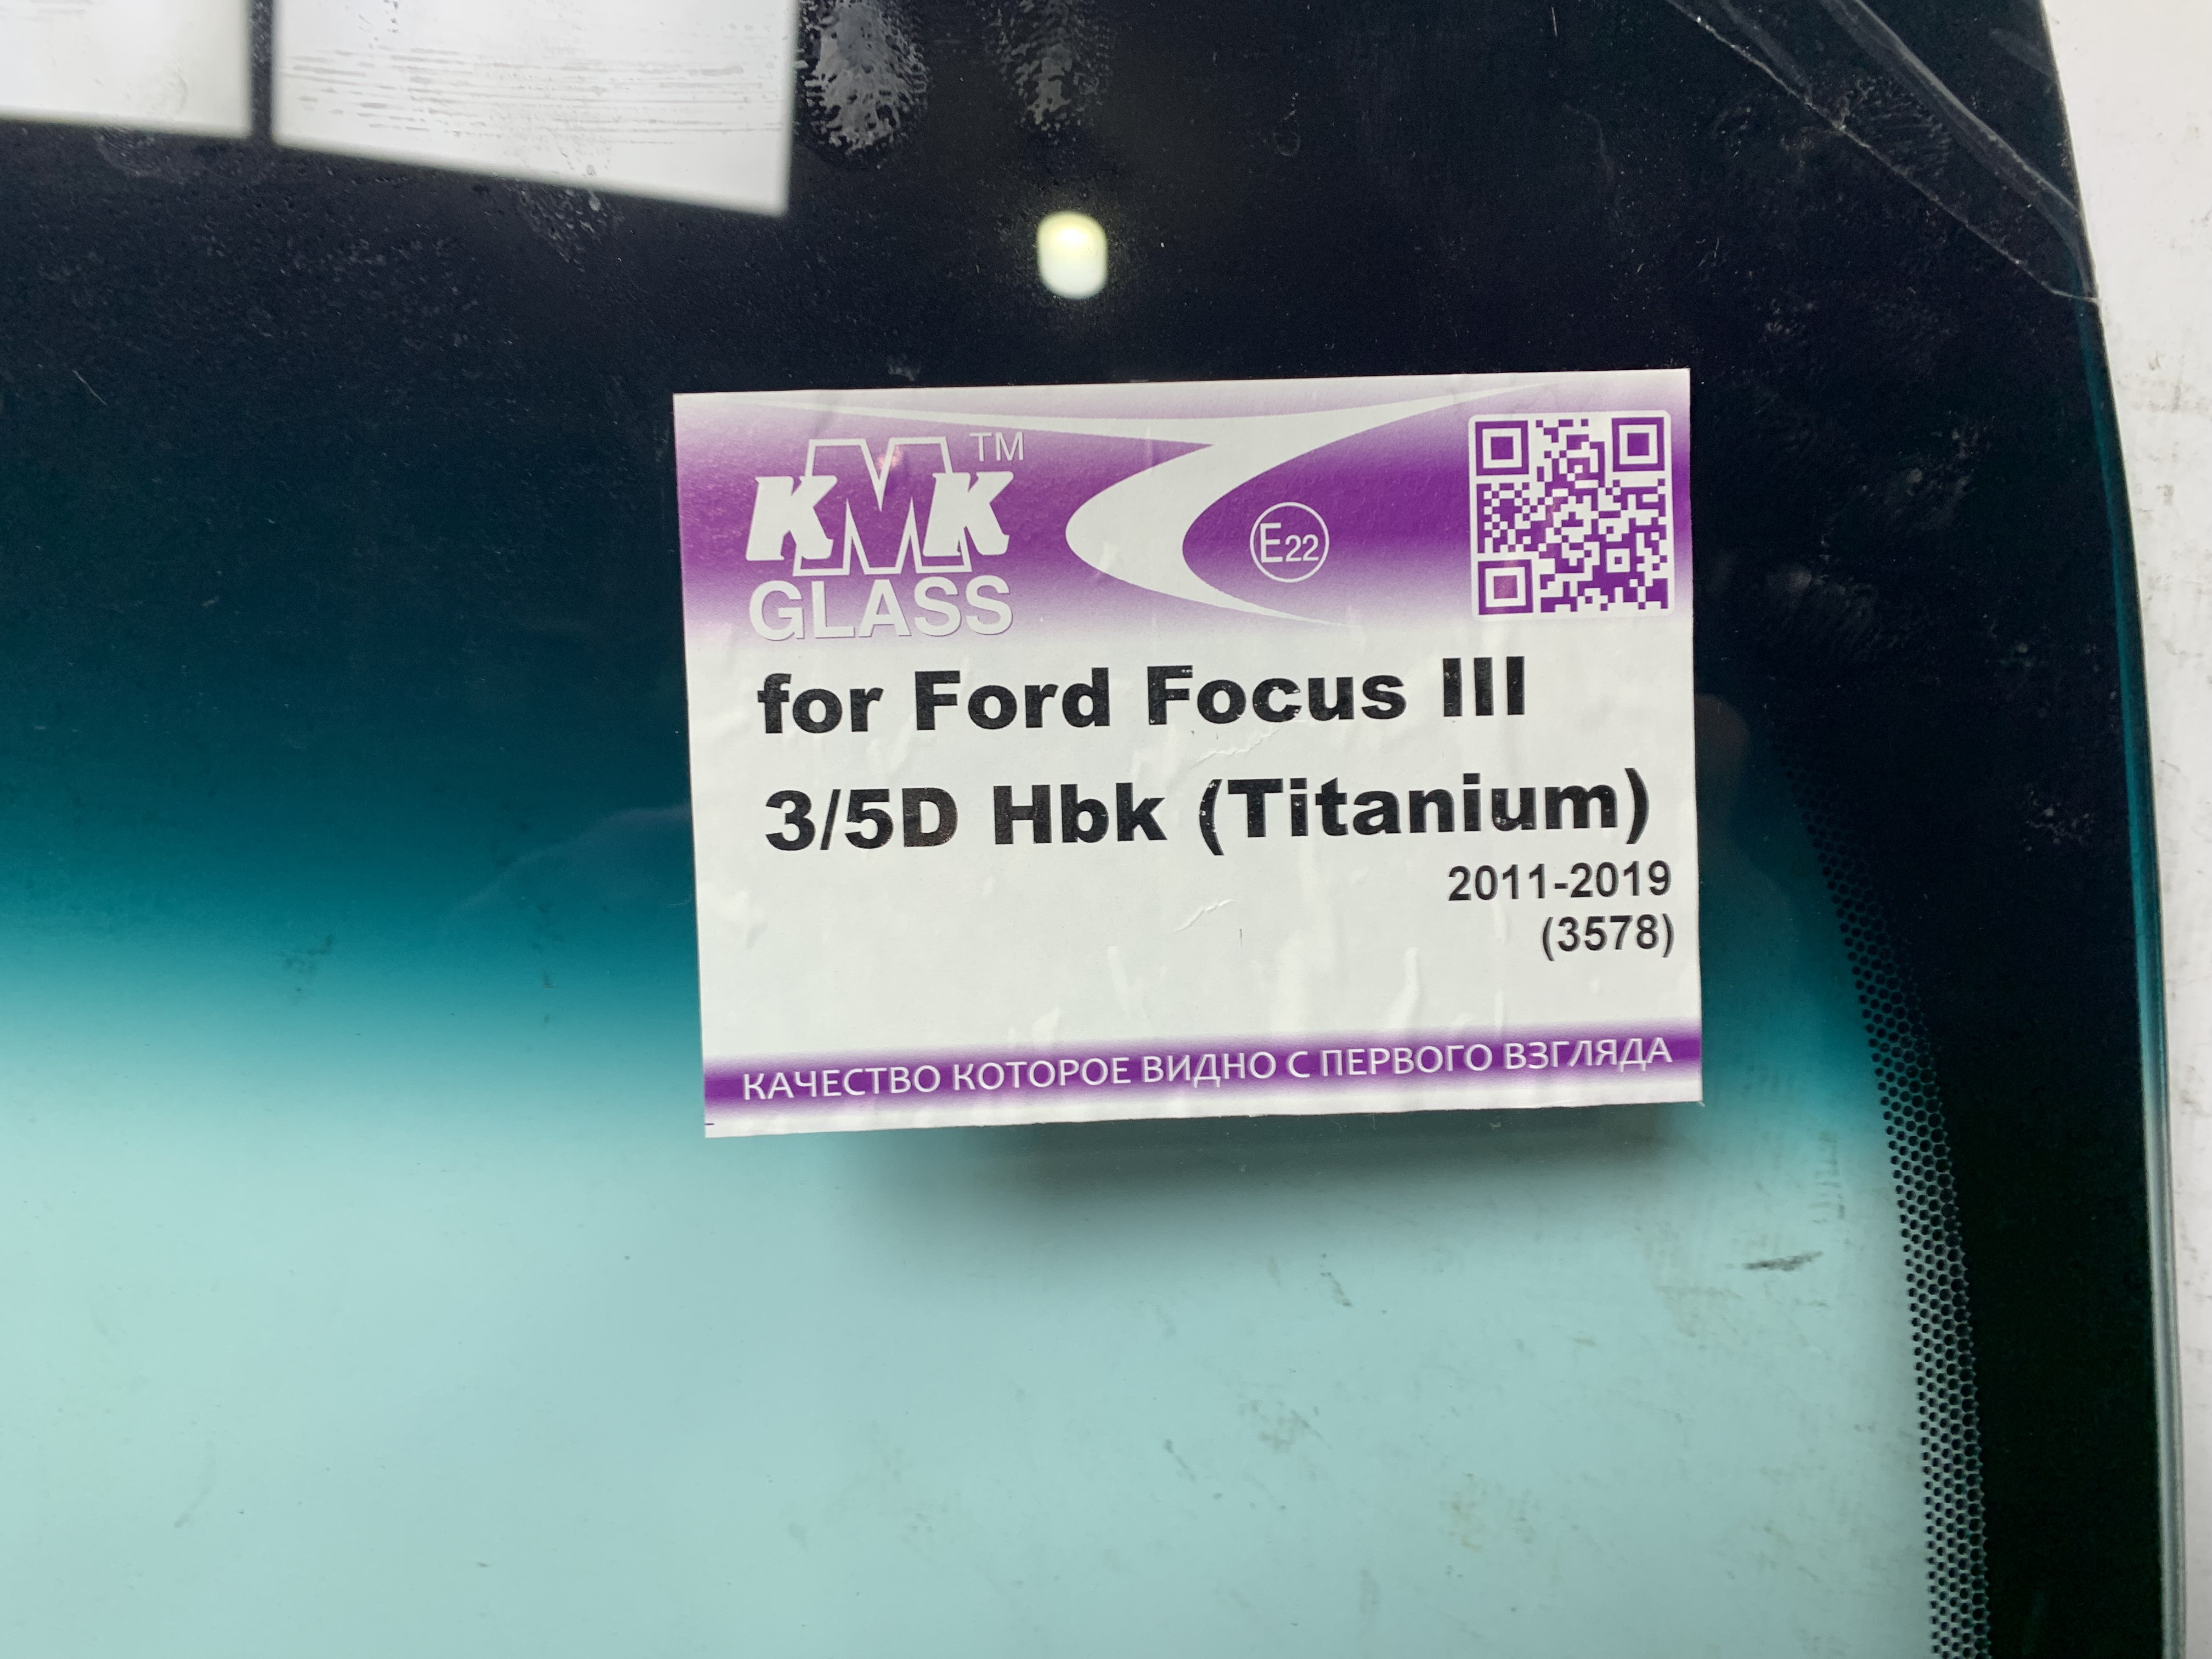 KMK™
GLASS
E22
for Ford Focus III
3/5D Hbk (Titanium)
2011-2019
(3578)
КАЧЕСТВО КОТОРОЕ ВИДНО С ПЕРВОГО ВЗГЛЯДА